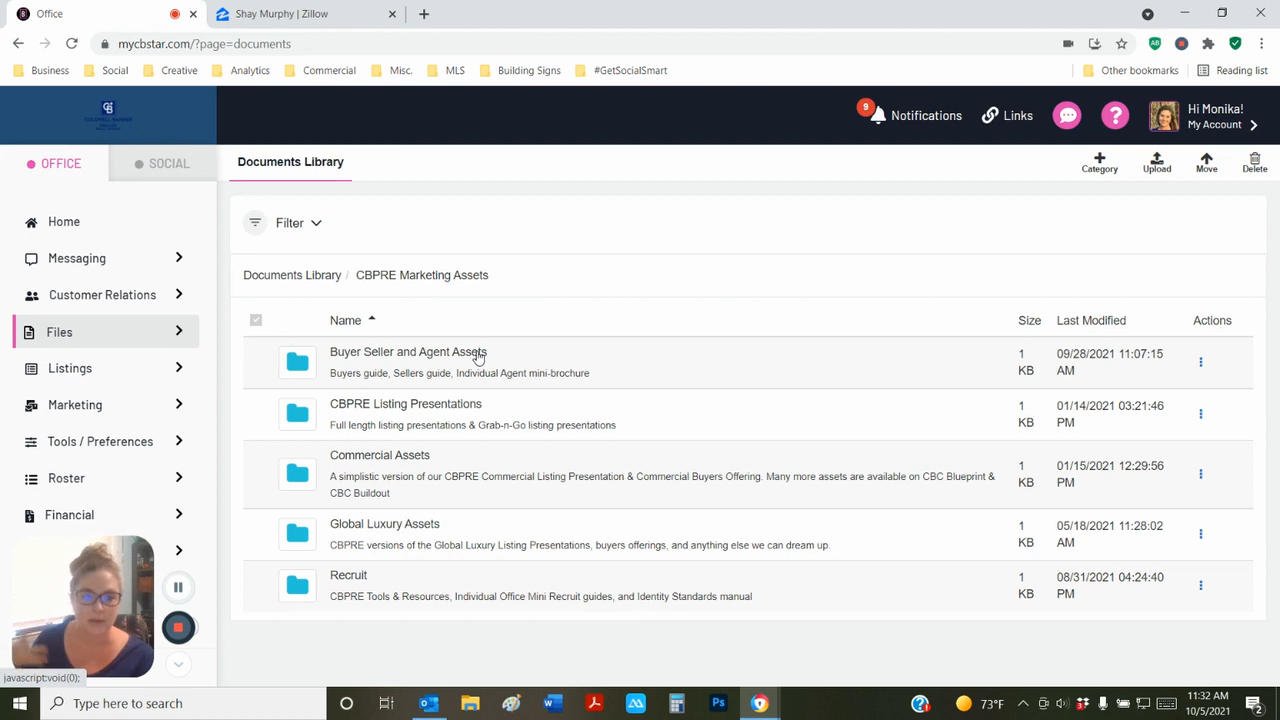 Office
Shay Murphy | Zillow
mycbstar.com/?page=documents
Business
Social
Creative
Analytics
Commercial
Misc.
MLS
Building Signs
#GetSocialSmart
Other bookmarks
Reading list
COLDWELL BANKER
9
Notifications
Links
?
Hi Monika!
My Account
OFFICE
SOCIAL
Documents Library
Category
Upload
Move
Delete
Home
Messaging
Customer Relations
Files
Listings
Marketing
Tools / Preferences
Roster
Financial
Filter
Documents Library / CBPRE Marketing Assets
Name
Size
Last Modified
Actions
Buyer Seller and Agent Assets
Buyers guide, Sellers guide, Individual Agent mini-brochure
1 KB
09/28/2021 11:07:15 AM
CBPRE Listing Presentations
Full length listing presentations & Grab-n-Go listing presentations
1 KB
01/14/2021 03:21:46 PM
Commercial Assets
A simplistic version of our CBPRE Commercial Listing Presentation & Commercial Buyers Offering. Many more assets are available on CBC Blueprint &
CBC Buildout
1 KB
01/15/2021 12:29:56 PM
Global Luxury Assets
CBPRE versions of the Global Luxury Listing Presentations, buyers offerings, and anything else we can dream up.
1 KB
05/18/2021 11:28:02 AM
Recruit
CBPRE Tools & Resources, Individual Office Mini Recruit guides, and Identity Standards manual
1 KB
08/31/2021 04:24:40 PM
javascript:void(0);
Type here to search
73°F
11:32 AM
10/5/2021
2